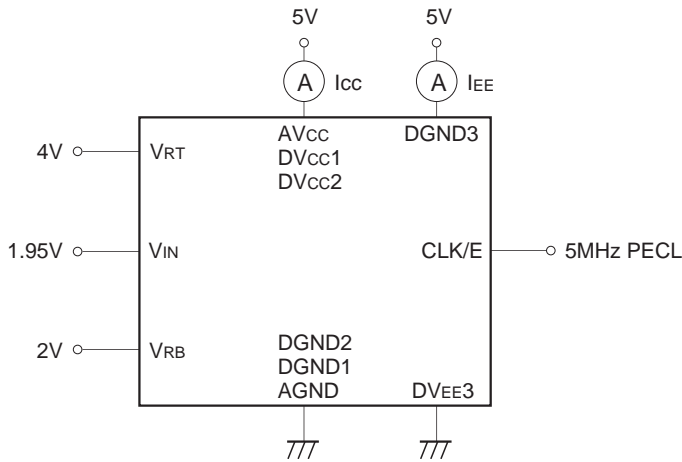 5V 5V
A ICC A IEE
AVCC DGND3
4V VRT DVCC1
DVCC2
1.95V VIN CLK/E 5MHz PECL
2V VRB DGND2
DGND1
AGND DVEE3